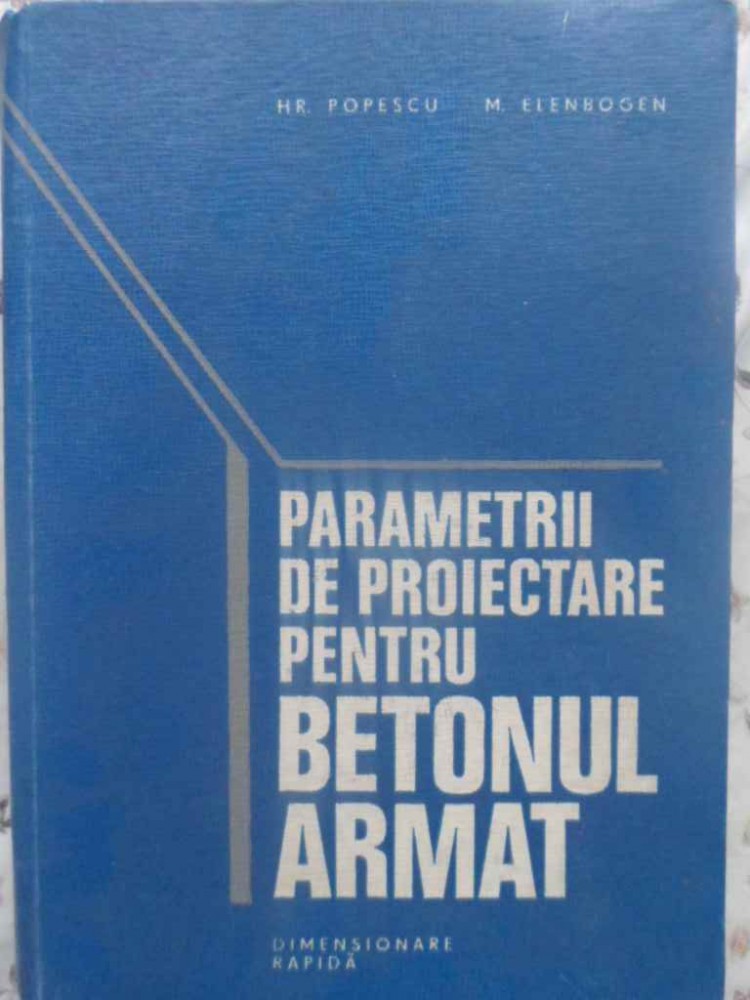 HR. POPESCU M. ELENBOGEN
PARAMETRII
DE PROIECTARE
PENTRU
BETONUL
ARMAT
DIMENSIONARE
RAPIDĂ